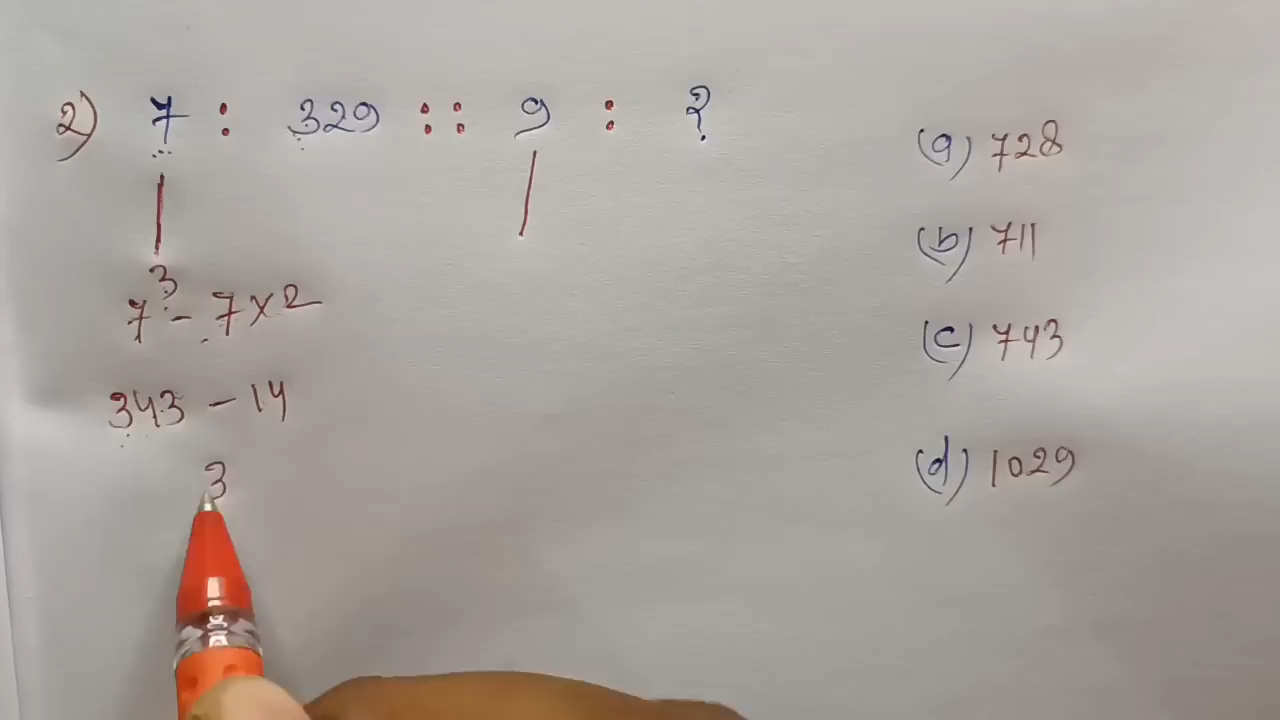 2) 7 : 329 :: 9 : ?
7³ - 7×2
343 - 14
3
(a) 728
(b) 711
(c) 743
(d) 1029